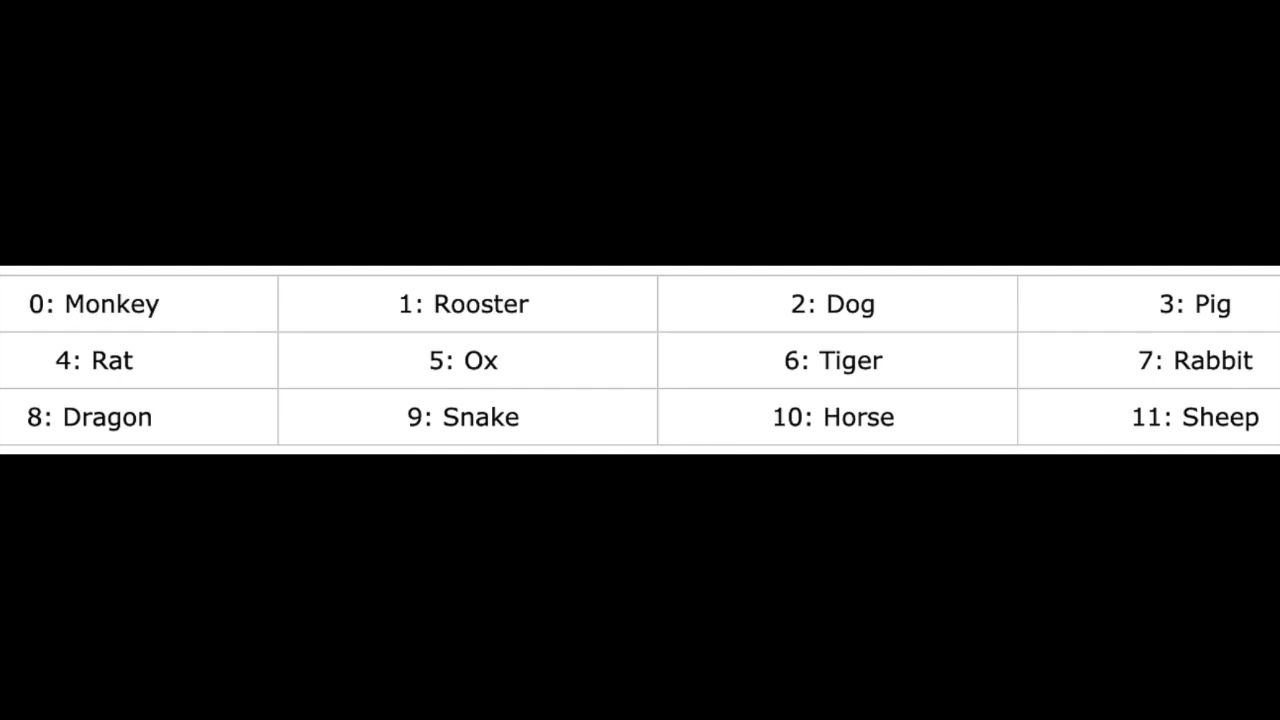 0: Monkey 1: Rooster 2: Dog 3: Pig
4: Rat 5: Ox 6: Tiger 7: Rabbit
8: Dragon 9: Snake 10: Horse 11: Sheep